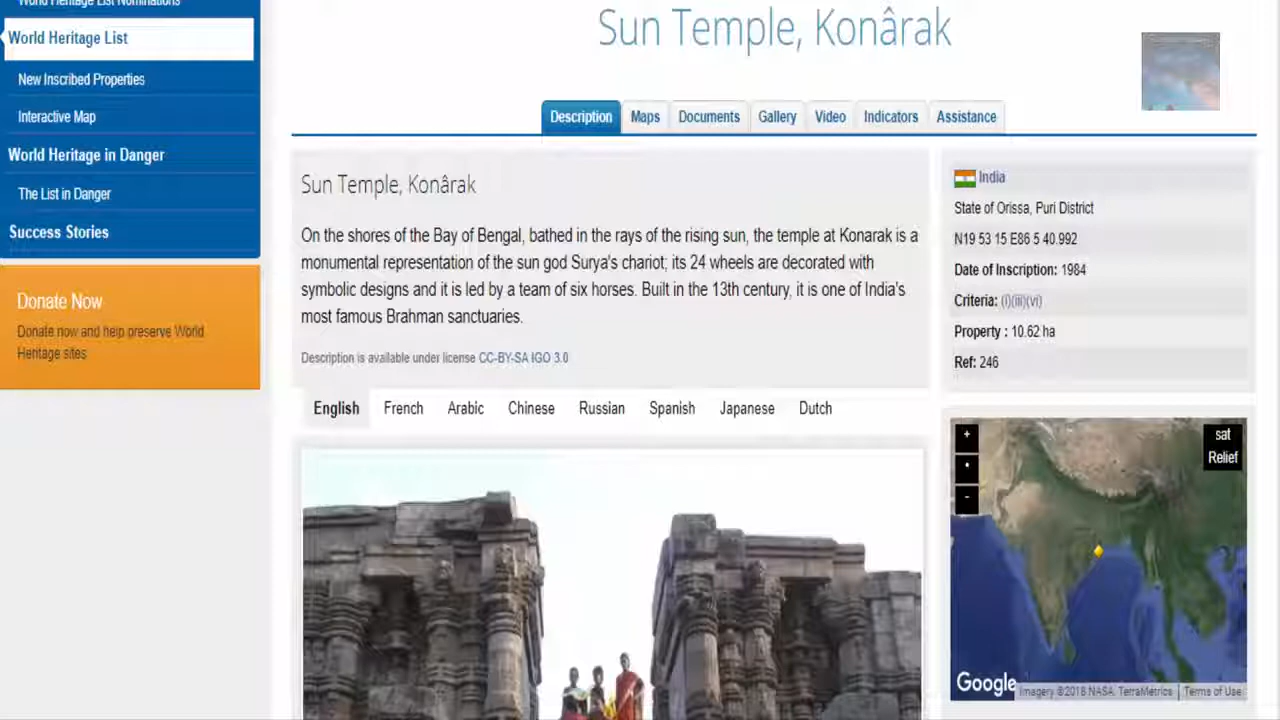 World Heritage List Nominations
World Heritage List
New Inscribed Properties
Interactive Map
World Heritage in Danger
The List in Danger
Success Stories
Donate Now
Donate now and help preserve World
Heritage sites
Sun Temple, Konârak
Description Maps Documents Gallery Video Indicators Assistance
Sun Temple, Konârak
On the shores of the Bay of Bengal, bathed in the rays of the rising sun, the temple at Konarak is a
monumental representation of the sun god Surya's chariot; its 24 wheels are decorated with
symbolic designs and it is led by a team of six horses. Built in the 13th century, it is one of India's
most famous Brahman sanctuaries.
Description is available under license CC-BY-SA IGO 3.0
English French Arabic Chinese Russian Spanish Japanese Dutch
India
State of Orissa, Puri District
N19 53 15 E86 5 40.992
Date of Inscription: 1984
Criteria: (i)(iii)(vi)
Property : 10.62 ha
Ref: 246
+
-
sat
Relief
Google
Imagery ©2018 NASA, TerraMetrics Terms of Use